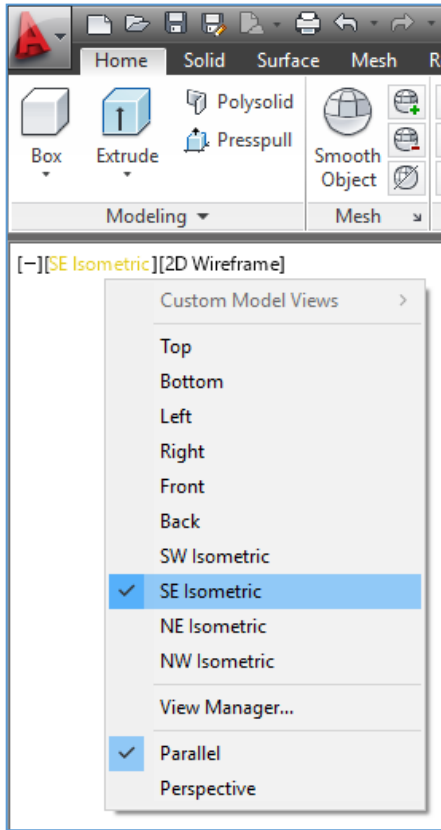 Home Solid Surface Mesh R
Polysolid
Presspull
Box Extrude Smooth Object
Modeling Mesh
[−][SE Isometric][2D Wireframe]
Custom Model Views
Top
Bottom
Left
Right
Front
Back
SW Isometric
SE Isometric
NE Isometric
NW Isometric
View Manager...
Parallel
Perspective